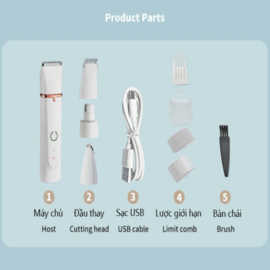 Product Parts
1 2 3 4 5
Máy chủ Đầu thay Sạc USB Lược giới hạn Bàn chải
Host Cutting head USB cable Limit comb Brush